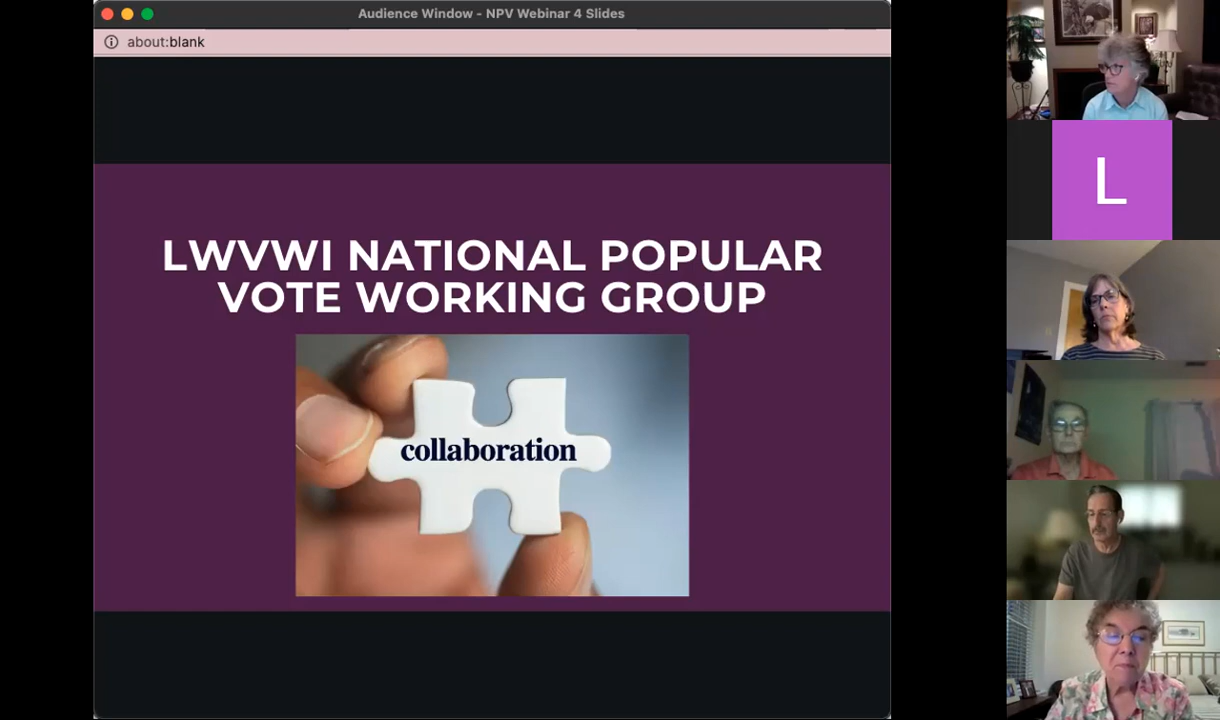 Audience Window - NPV Webinar 4 Slides
about:blank
LWVWI NATIONAL POPULAR
VOTE WORKING GROUP
collaboration
L